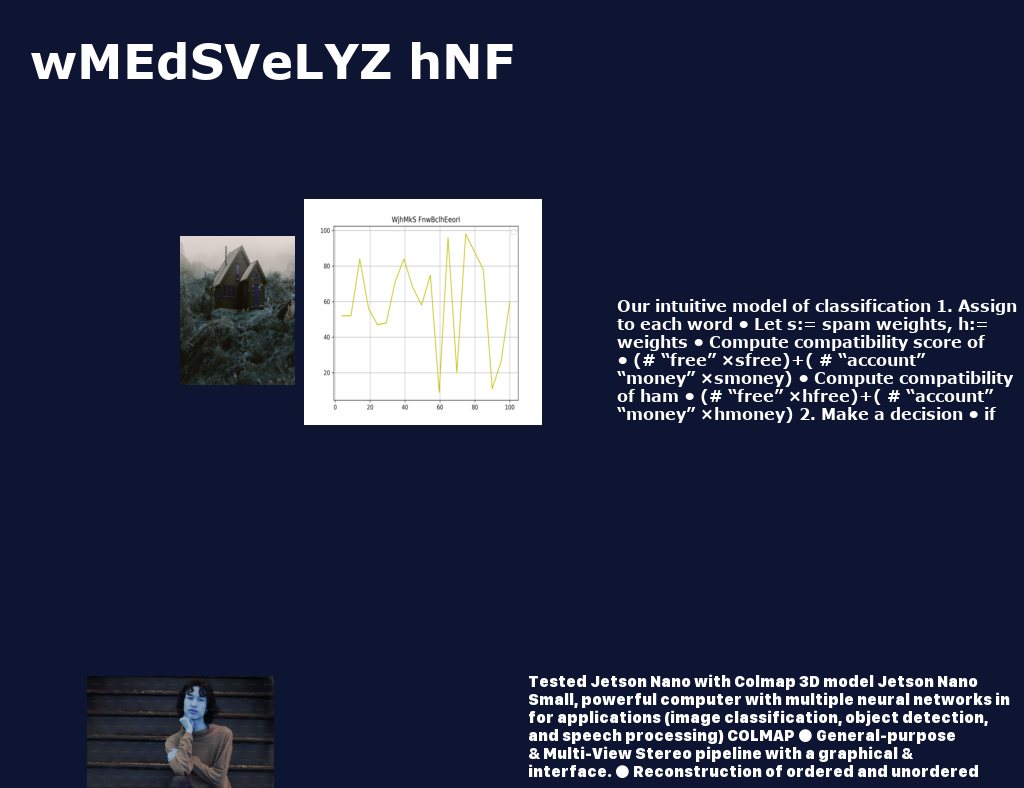 wMEdSVeLYZ hNF
WjhMkS FnwBcIhEeorI
100
80
60
40
20
0 20 40 60 80 100
Our intuitive model of classification 1. Assign
to each word • Let s:= spam weights, h:=
weights • Compute compatibility score of
• (# “free” ×sfree)+( # “account”
“money” ×smoney) • Compute compatibility
of ham • (# “free” ×hfree)+( # “account”
“money” ×hmoney) 2. Make a decision • if
Tested Jetson Nano with Colmap 3D model Jetson Nano
Small, powerful computer with multiple neural networks in
for applications (image classification, object detection,
and speech processing) COLMAP ● General-purpose
& Multi-View Stereo pipeline with a graphical &
interface. ● Reconstruction of ordered and unordered